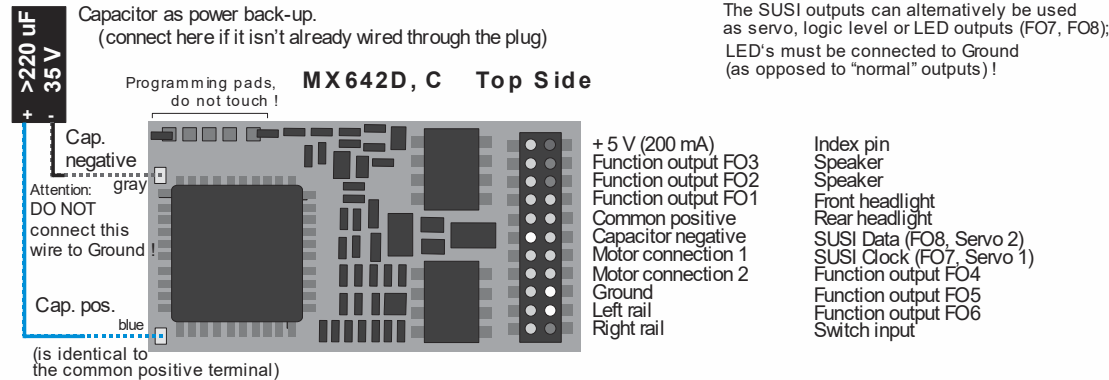 Capacitor as power back-up.
(connect here if it isn't already wired through the plug)
The SUSI outputs can alternatively be used
as servo, logic level or LED outputs (FO7, FO8);
LED's must be connected to Ground
(as opposed to "normal" outputs) !
>220 uF
35 V
+ -
Programming pads,
do not touch !
MX642D, C Top Side
Cap.
negative
gray
Attention:
DO NOT
connect this
wire to Ground !
Cap. pos.
blue
(is identical to
the common positive terminal)
+ 5 V (200 mA)
Function output FO3
Function output FO2
Function output FO1
Common positive
Capacitor negative
Motor connection 1
Motor connection 2
Ground
Left rail
Right rail
Index pin
Speaker
Speaker
Front headlight
Rear headlight
SUSI Data (FO8, Servo 2)
SUSI Clock (FO7, Servo 1)
Function output FO4
Function output FO5
Function output FO6
Switch input